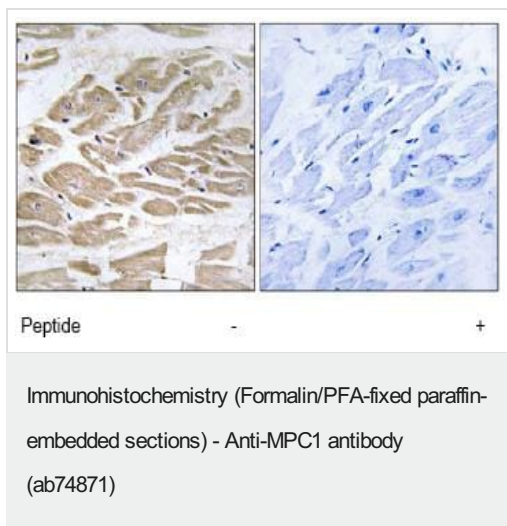 Peptide - +
Immunohistochemistry (Formalin/PFA-fixed paraffin-
embedded sections) - Anti-MPC1 antibody
(ab74871)